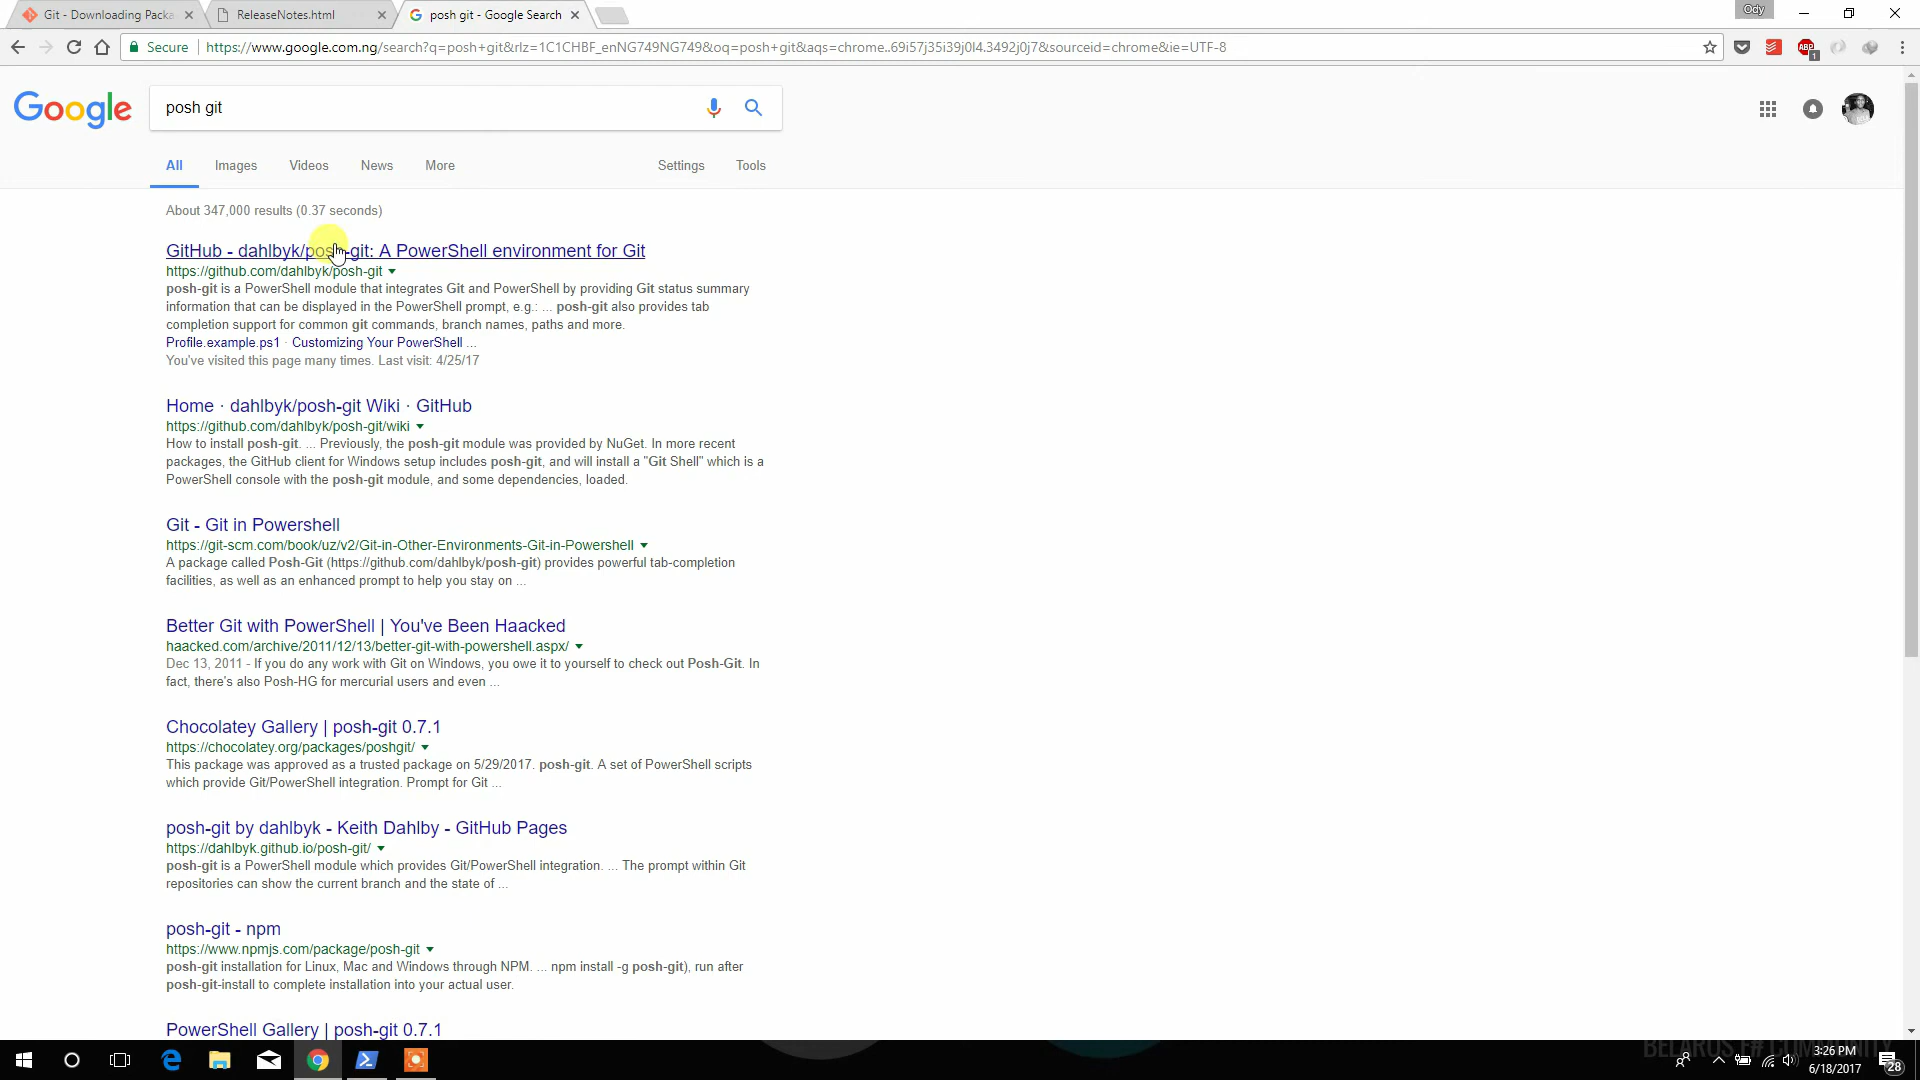 Git - Downloading Packa
ReleaseNotes.html
posh git - Google Search
Ody
Secure
https://www.google.com.ng/search?q=posh+git&rlz=1C1CHBF_enNG749NG749&oq=posh+git&aqs=chrome..69i57j35i39j0l4.3492j0j7&sourceid=chrome&ie=UTF-8
ABP
1
Google
posh git
All
Images
Videos
News
More
Settings
Tools
About 347,000 results (0.37 seconds)
GitHub - dahlbyk/posh-git: A PowerShell environment for Git
https://github.com/dahlbyk/posh-git
posh-git is a PowerShell module that integrates Git and PowerShell by providing Git status summary
information that can be displayed in the PowerShell prompt, e.g.: ... posh-git also provides tab
completion support for common git commands, branch names, paths and more.
Profile.example.ps1 · Customizing Your PowerShell ...
You've visited this page many times. Last visit: 4/25/17
Home · dahlbyk/posh-git Wiki · GitHub
https://github.com/dahlbyk/posh-git/wiki
How to install posh-git. ... Previously, the posh-git module was provided by NuGet. In more recent
packages, the GitHub client for Windows setup includes posh-git, and will install a "Git Shell" which is a
PowerShell console with the posh-git module, and some dependencies, loaded.
Git - Git in Powershell
https://git-scm.com/book/uz/v2/Git-in-Other-Environments-Git-in-Powershell
A package called Posh-Git (https://github.com/dahlbyk/posh-git) provides powerful tab-completion
facilities, as well as an enhanced prompt to help you stay on ...
Better Git with PowerShell | You've Been Haacked
haacked.com/archive/2011/12/13/better-git-with-powershell.aspx/
Dec 13, 2011 - If you do any work with Git on Windows, you owe it to yourself to check out Posh-Git. In
fact, there's also Posh-HG for mercurial users and even ...
Chocolatey Gallery | posh-git 0.7.1
https://chocolatey.org/packages/poshgit/
This package was approved as a trusted package on 5/29/2017. posh-git. A set of PowerShell scripts
which provide Git/PowerShell integration. Prompt for Git ...
posh-git by dahlbyk - Keith Dahlby - GitHub Pages
https://dahlbyk.github.io/posh-git/
posh-git is a PowerShell module which provides Git/PowerShell integration. ... The prompt within Git
repositories can show the current branch and the state of ...
posh-git - npm
https://www.npmjs.com/package/posh-git
posh-git installation for Linux, Mac and Windows through NPM. ... npm install -g posh-git), run after
posh-git-install to complete installation into your actual user.
PowerShell Gallery | posh-git 0.7.1
BELARUS F# COMMUNITY
3:26 PM
6/18/2017
28